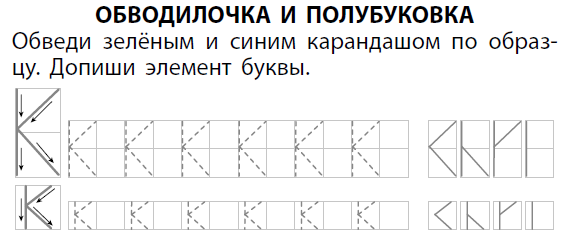 ОБВОДИЛОЧКА И ПОЛУБУКОВКА
Обведи зелёным и синим карандашом по образ-
цу. Допиши элемент буквы.
К К К К К К К
к к к к к к к